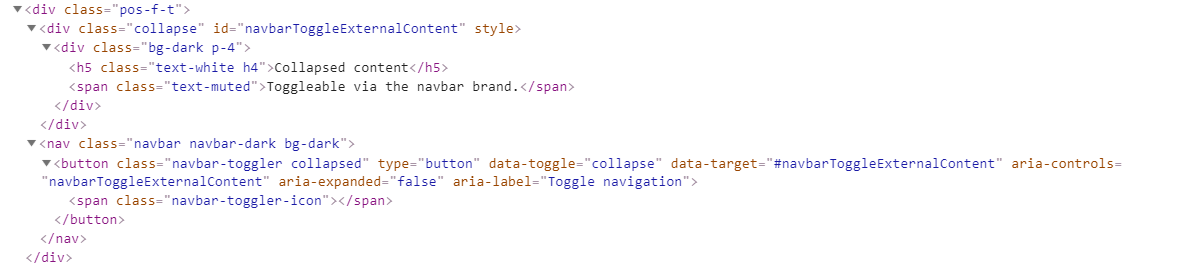 ▼<div class="pos-f-t">
▼<div class="collapse" id="navbarToggleExternalContent" style>
▼<div class="bg-dark p-4">
<h5 class="text-white h4">Collapsed content</h5>
<span class="text-muted">Toggleable via the navbar brand.</span>
</div>
</div>
▼<nav class="navbar navbar-dark bg-dark">
▼<button class="navbar-toggler collapsed" type="button" data-toggle="collapse" data-target="#navbarToggleExternalContent" aria-controls=
"navbarToggleExternalContent" aria-expanded="false" aria-label="Toggle navigation">
<span class="navbar-toggler-icon"></span>
</button>
</nav>
</div>